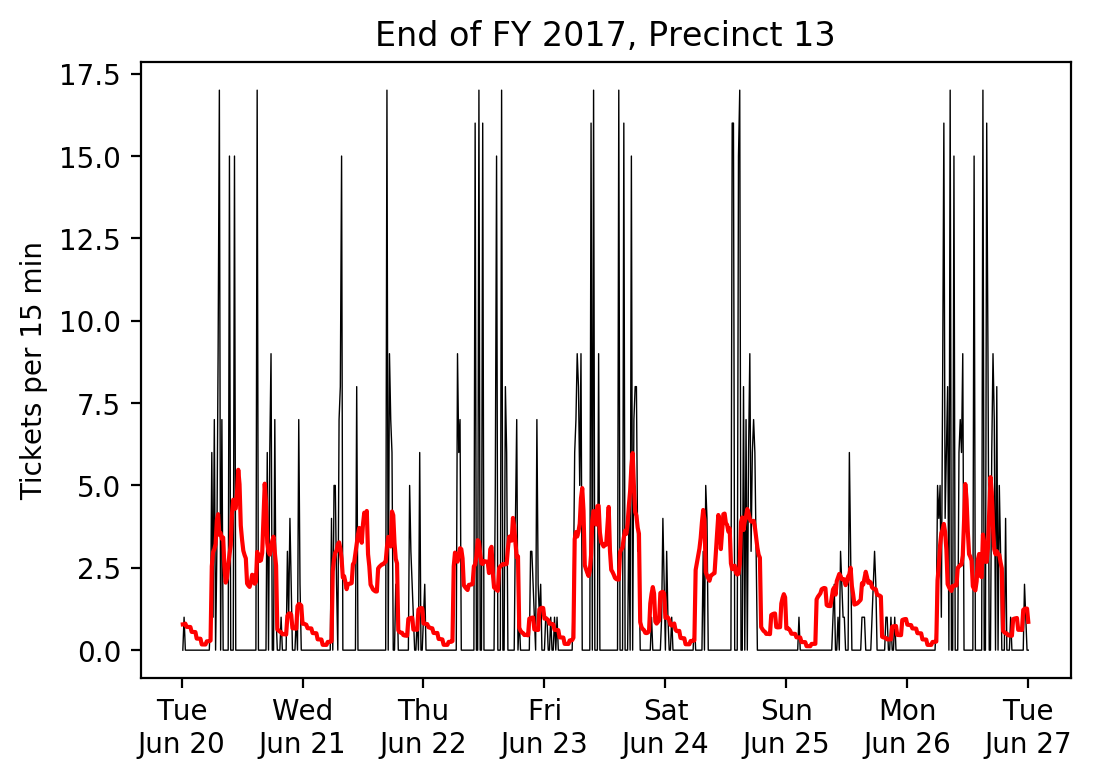 End of FY 2017, Precinct 13
Tickets per 15 min
17.5
15.0
12.5
10.0
7.5
5.0
2.5
0.0
Tue Wed Thu Fri Sat Sun Mon Tue
Jun 20 Jun 21 Jun 22 Jun 23 Jun 24 Jun 25 Jun 26 Jun 27